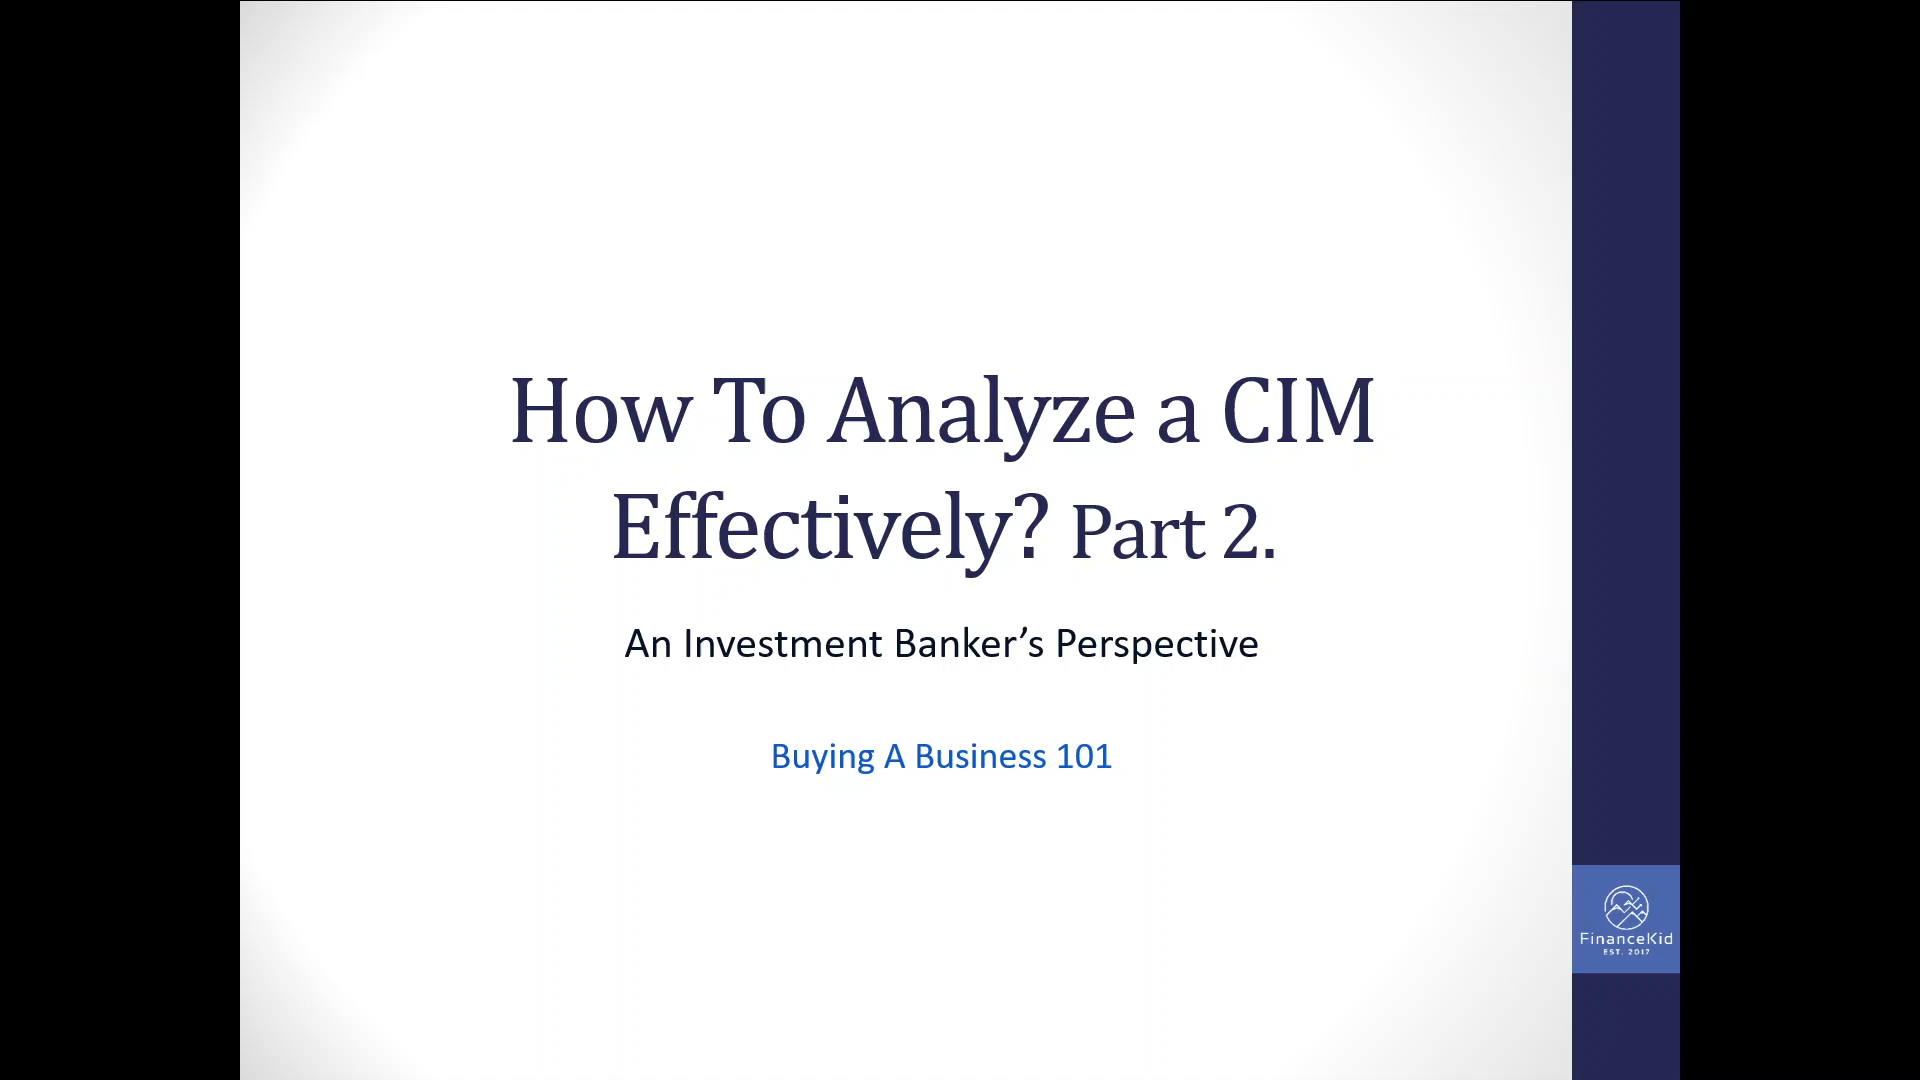 How To Analyze a CIM
Effectively? Part 2.
An Investment Banker’s Perspective
Buying A Business 101
FinanceKid
EST. 2017